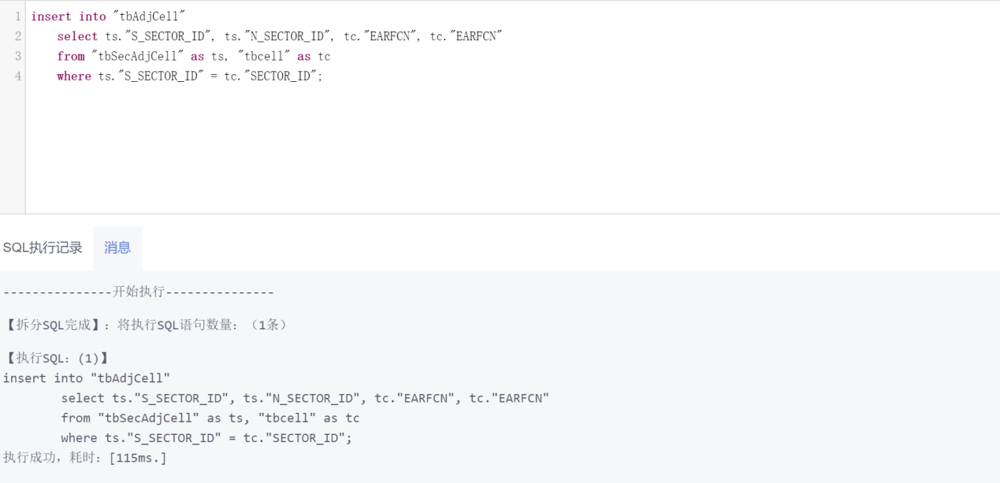 1 insert into "tbAdjCell"
2 select ts."S_SECTOR_ID", ts."N_SECTOR_ID", tc."EARFCN", tc."EARFCN"
3 from "tbSecAdjCell" as ts, "tbcell" as tc
4 where ts."S_SECTOR_ID" = tc."SECTOR_ID";
SQL执行记录 消息
---------------开始执行---------------
【拆分SQL完成】：将执行SQL语句数量：（1条）
【执行SQL：(1)】
insert into "tbAdjCell"
select ts."S_SECTOR_ID", ts."N_SECTOR_ID", tc."EARFCN", tc."EARFCN"
from "tbSecAdjCell" as ts, "tbcell" as tc
where ts."S_SECTOR_ID" = tc."SECTOR_ID";
执行成功，耗时：[115ms.]